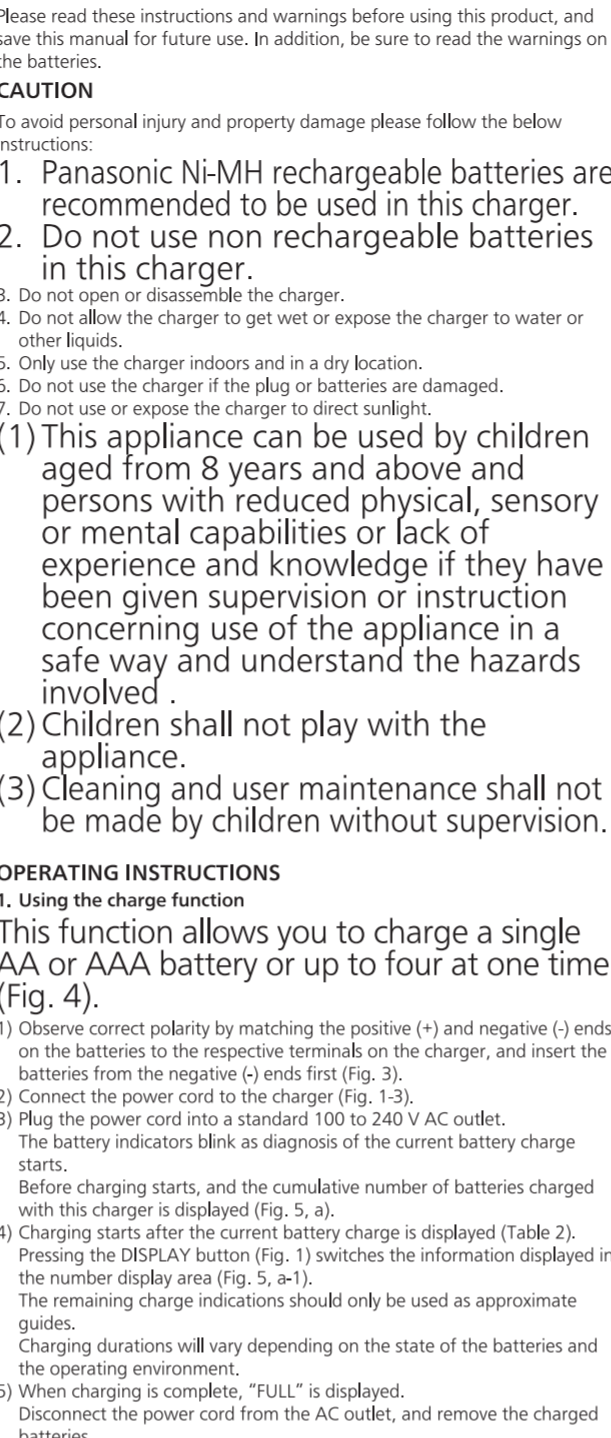 Please read these instructions and warnings before using this product, and
save this manual for future use. In addition, be sure to read the warnings on
the batteries.
CAUTION
To avoid personal injury and property damage please follow the below
instructions:
1. Panasonic Ni-MH rechargeable batteries are
recommended to be used in this charger.
2. Do not use non rechargeable batteries
in this charger.
3. Do not open or disassemble the charger.
4. Do not allow the charger to get wet or expose the charger to water or
other liquids.
5. Only use the charger indoors and in a dry location.
6. Do not use the charger if the plug or batteries are damaged.
7. Do not use or expose the charger to direct sunlight.
(1) This appliance can be used by children
aged from 8 years and above and
persons with reduced physical, sensory
or mental capabilities or lack of
experience and knowledge if they have
been given supervision or instruction
concerning use of the appliance in a
safe way and understand the hazards
involved .
(2) Children shall not play with the
appliance.
(3) Cleaning and user maintenance shall not
be made by children without supervision.
OPERATING INSTRUCTIONS
1. Using the charge function
This function allows you to charge a single
AA or AAA battery or up to four at one time
(Fig. 4).
1) Observe correct polarity by matching the positive (+) and negative (-) ends
on the batteries to the respective terminals on the charger, and insert the
batteries from the negative (-) ends first (Fig. 3).
2) Connect the power cord to the charger (Fig. 1-3).
3) Plug the power cord into a standard 100 to 240 V AC outlet.
The battery indicators blink as diagnosis of the current battery charge
starts.
Before charging starts, and the cumulative number of batteries charged
with this charger is displayed (Fig. 5, a).
4) Charging starts after the current battery charge is displayed (Table 2).
Pressing the DISPLAY button (Fig. 1) switches the information displayed in
the number display area (Fig. 5, a-1).
The remaining charge indications should only be used as approximate
guides.
Charging durations will vary depending on the state of the batteries and
the operating environment.
5) When charging is complete, “FULL” is displayed.
Disconnect the power cord from the AC outlet, and remove the charged
batteries.